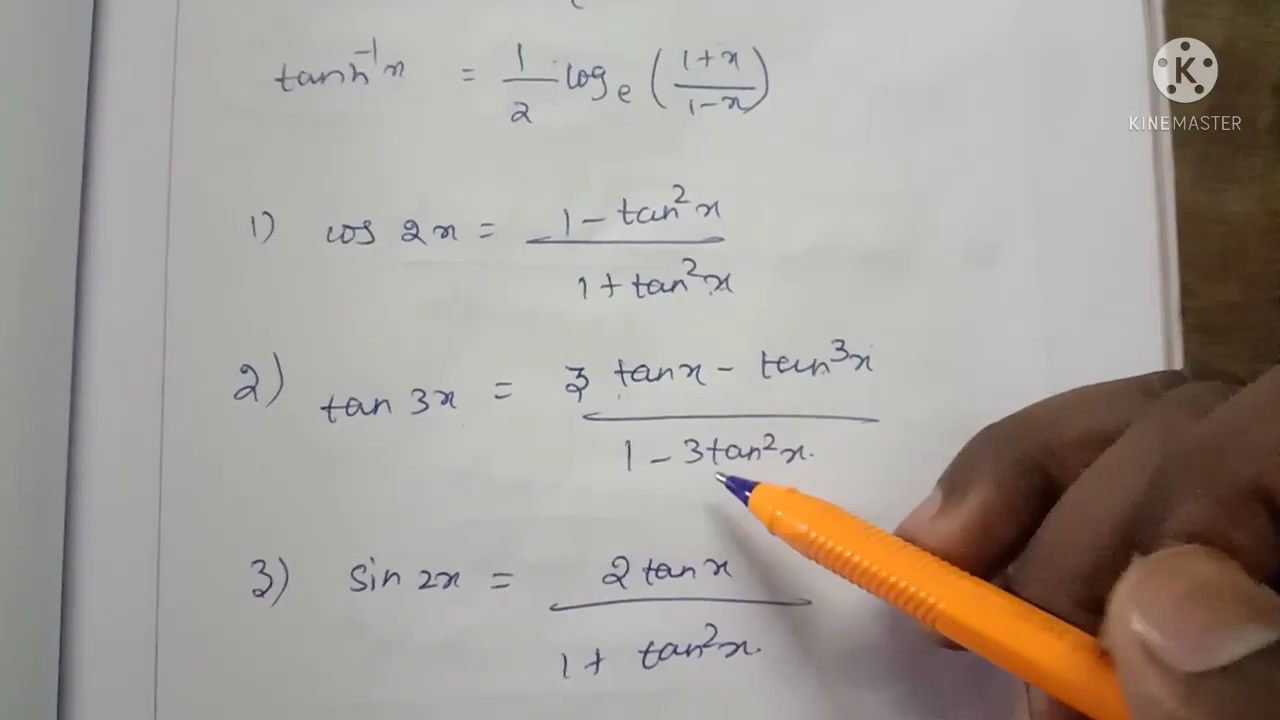 tanh⁻¹x = 1/2 logₑ ((1+x)/(1-x))
K
KINEMASTER
1) cos 2x = (1 - tan²x)/(1 + tan²x)
2) tan 3x = (3 tanx - tan³x)/(1 - 3tan²x)
3) sin 2x = (2 tanx)/(1 + tan²x)